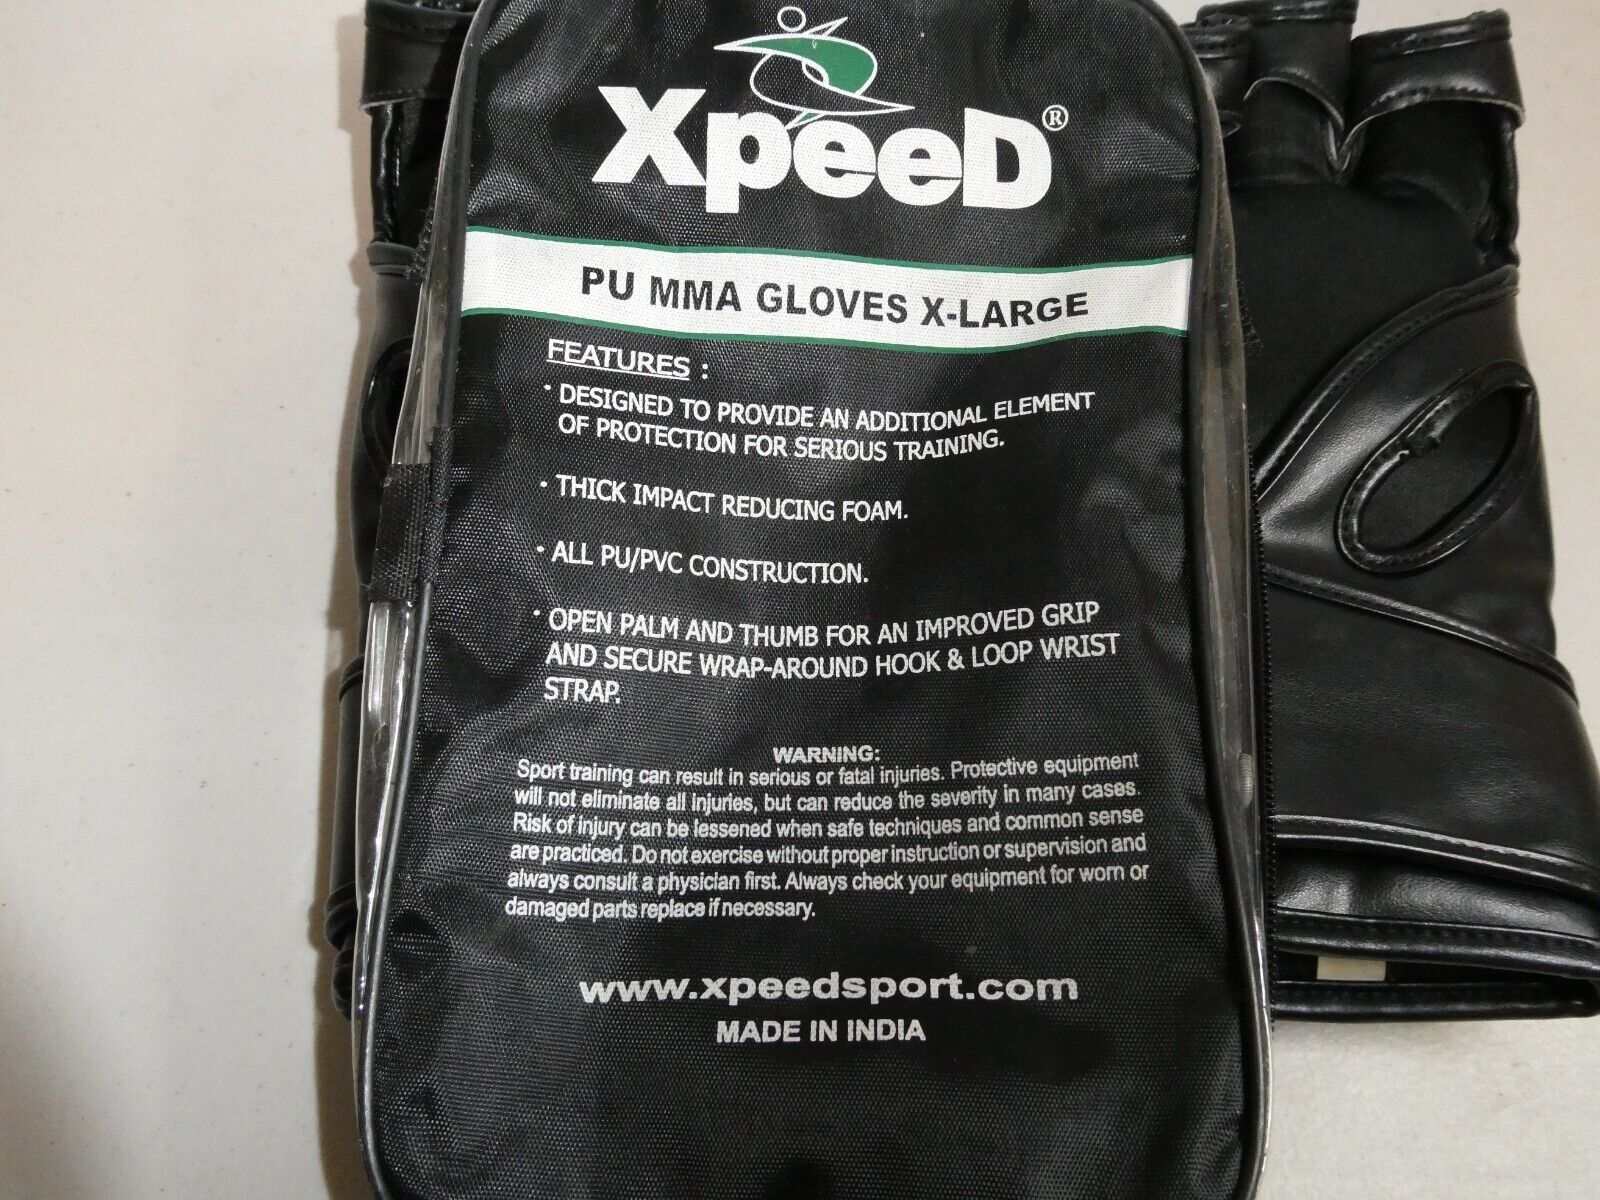 XpeeD®
PU MMA GLOVES X-LARGE
FEATURES :
· DESIGNED TO PROVIDE AN ADDITIONAL ELEMENT
OF PROTECTION FOR SERIOUS TRAINING.
· THICK IMPACT REDUCING FOAM.
· ALL PU/PVC CONSTRUCTION.
· OPEN PALM AND THUMB FOR AN IMPROVED GRIP
AND SECURE WRAP-AROUND HOOK & LOOP WRIST
STRAP.
WARNING:
Sport training can result in serious or fatal injuries. Protective equipment
will not eliminate all injuries, but can reduce the severity in many cases.
Risk of injury can be lessened when safe techniques and common sense
are practiced. Do not exercise without proper instruction or supervision and
always consult a physician first. Always check your equipment for worn or
damaged parts replace if necessary.
www.xpeedsport.com
MADE IN INDIA